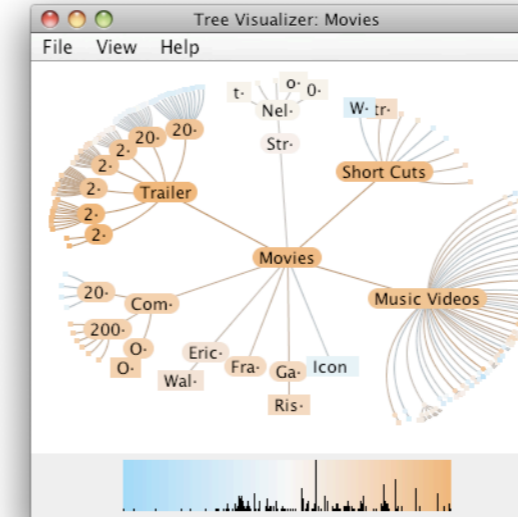 Tree Visualizer: Movies
File View Help
t· o· 0·
Nel·
W· tr·
20· 20·
2·
Str·
2·
Short Cuts
2·
Trailer
2·
2·
Movies
20·
Com·
Music Videos
200·
O·
Eric·
O·
Fra· Ga· Icon
Wal·
Ris·